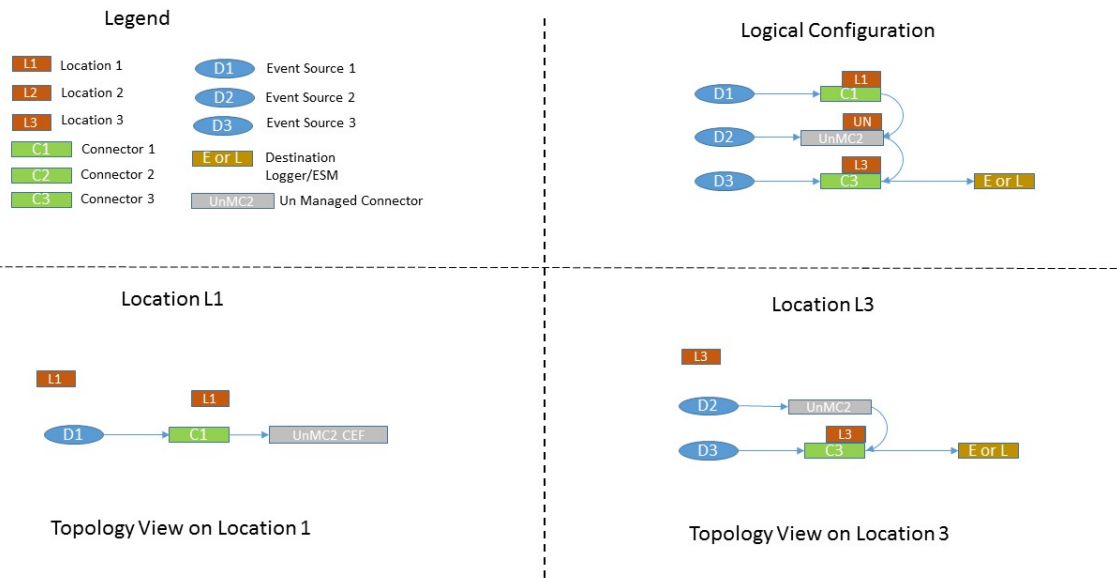 Legend
L1 Location 1
L2 Location 2
L3 Location 3
C1 Connector 1
C2 Connector 2
C3 Connector 3
D1 Event Source 1
D2 Event Source 2
D3 Event Source 3
E or L Destination
Logger/ESM
UnMC2 Un Managed Connector
Logical Configuration
L1
D1 C1
UN
D2 UnMC2
L3
D3 C3 E or L
Location L1
L1
L1
D1 C1 UnMC2 CEF
Topology View on Location 1
Location L3
L3
D2 UnMC2
L3
D3 C3 E or L
Topology View on Location 3